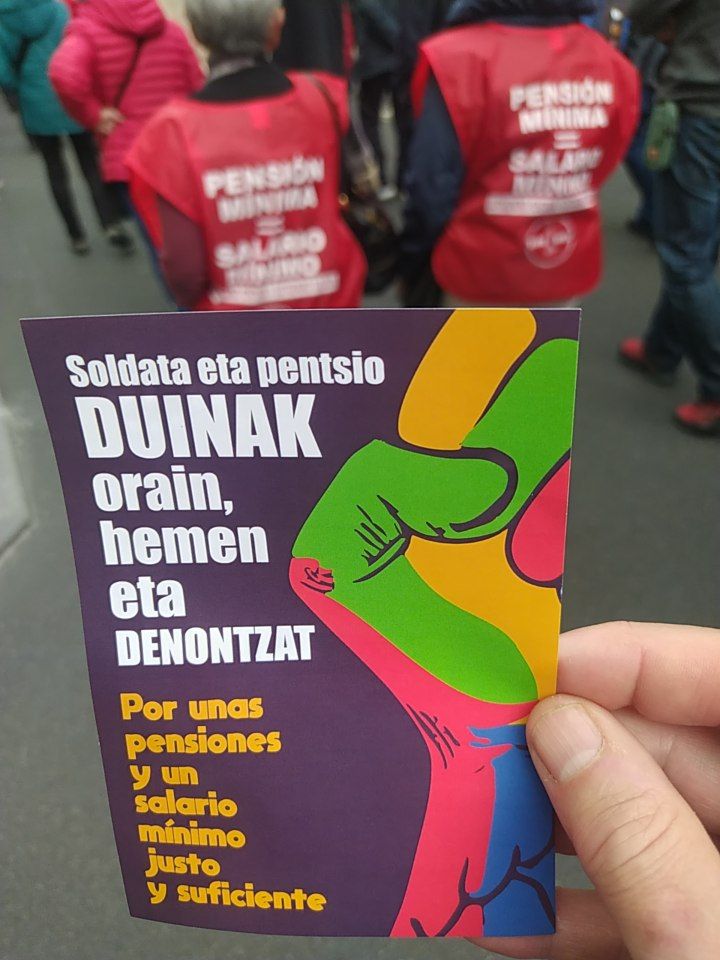 PENSIÓN
MÍNIMA
=
SALARIO
MÍNIMO
PENSIÓN
MÍNIMA
=
SALARIO
MÍNIMO
Soldata eta pentsio
DUINAK
orain,
hemen
eta
DENONTZAT
Por unas
pensiones
y un
salario
mínimo
justo
y suficiente